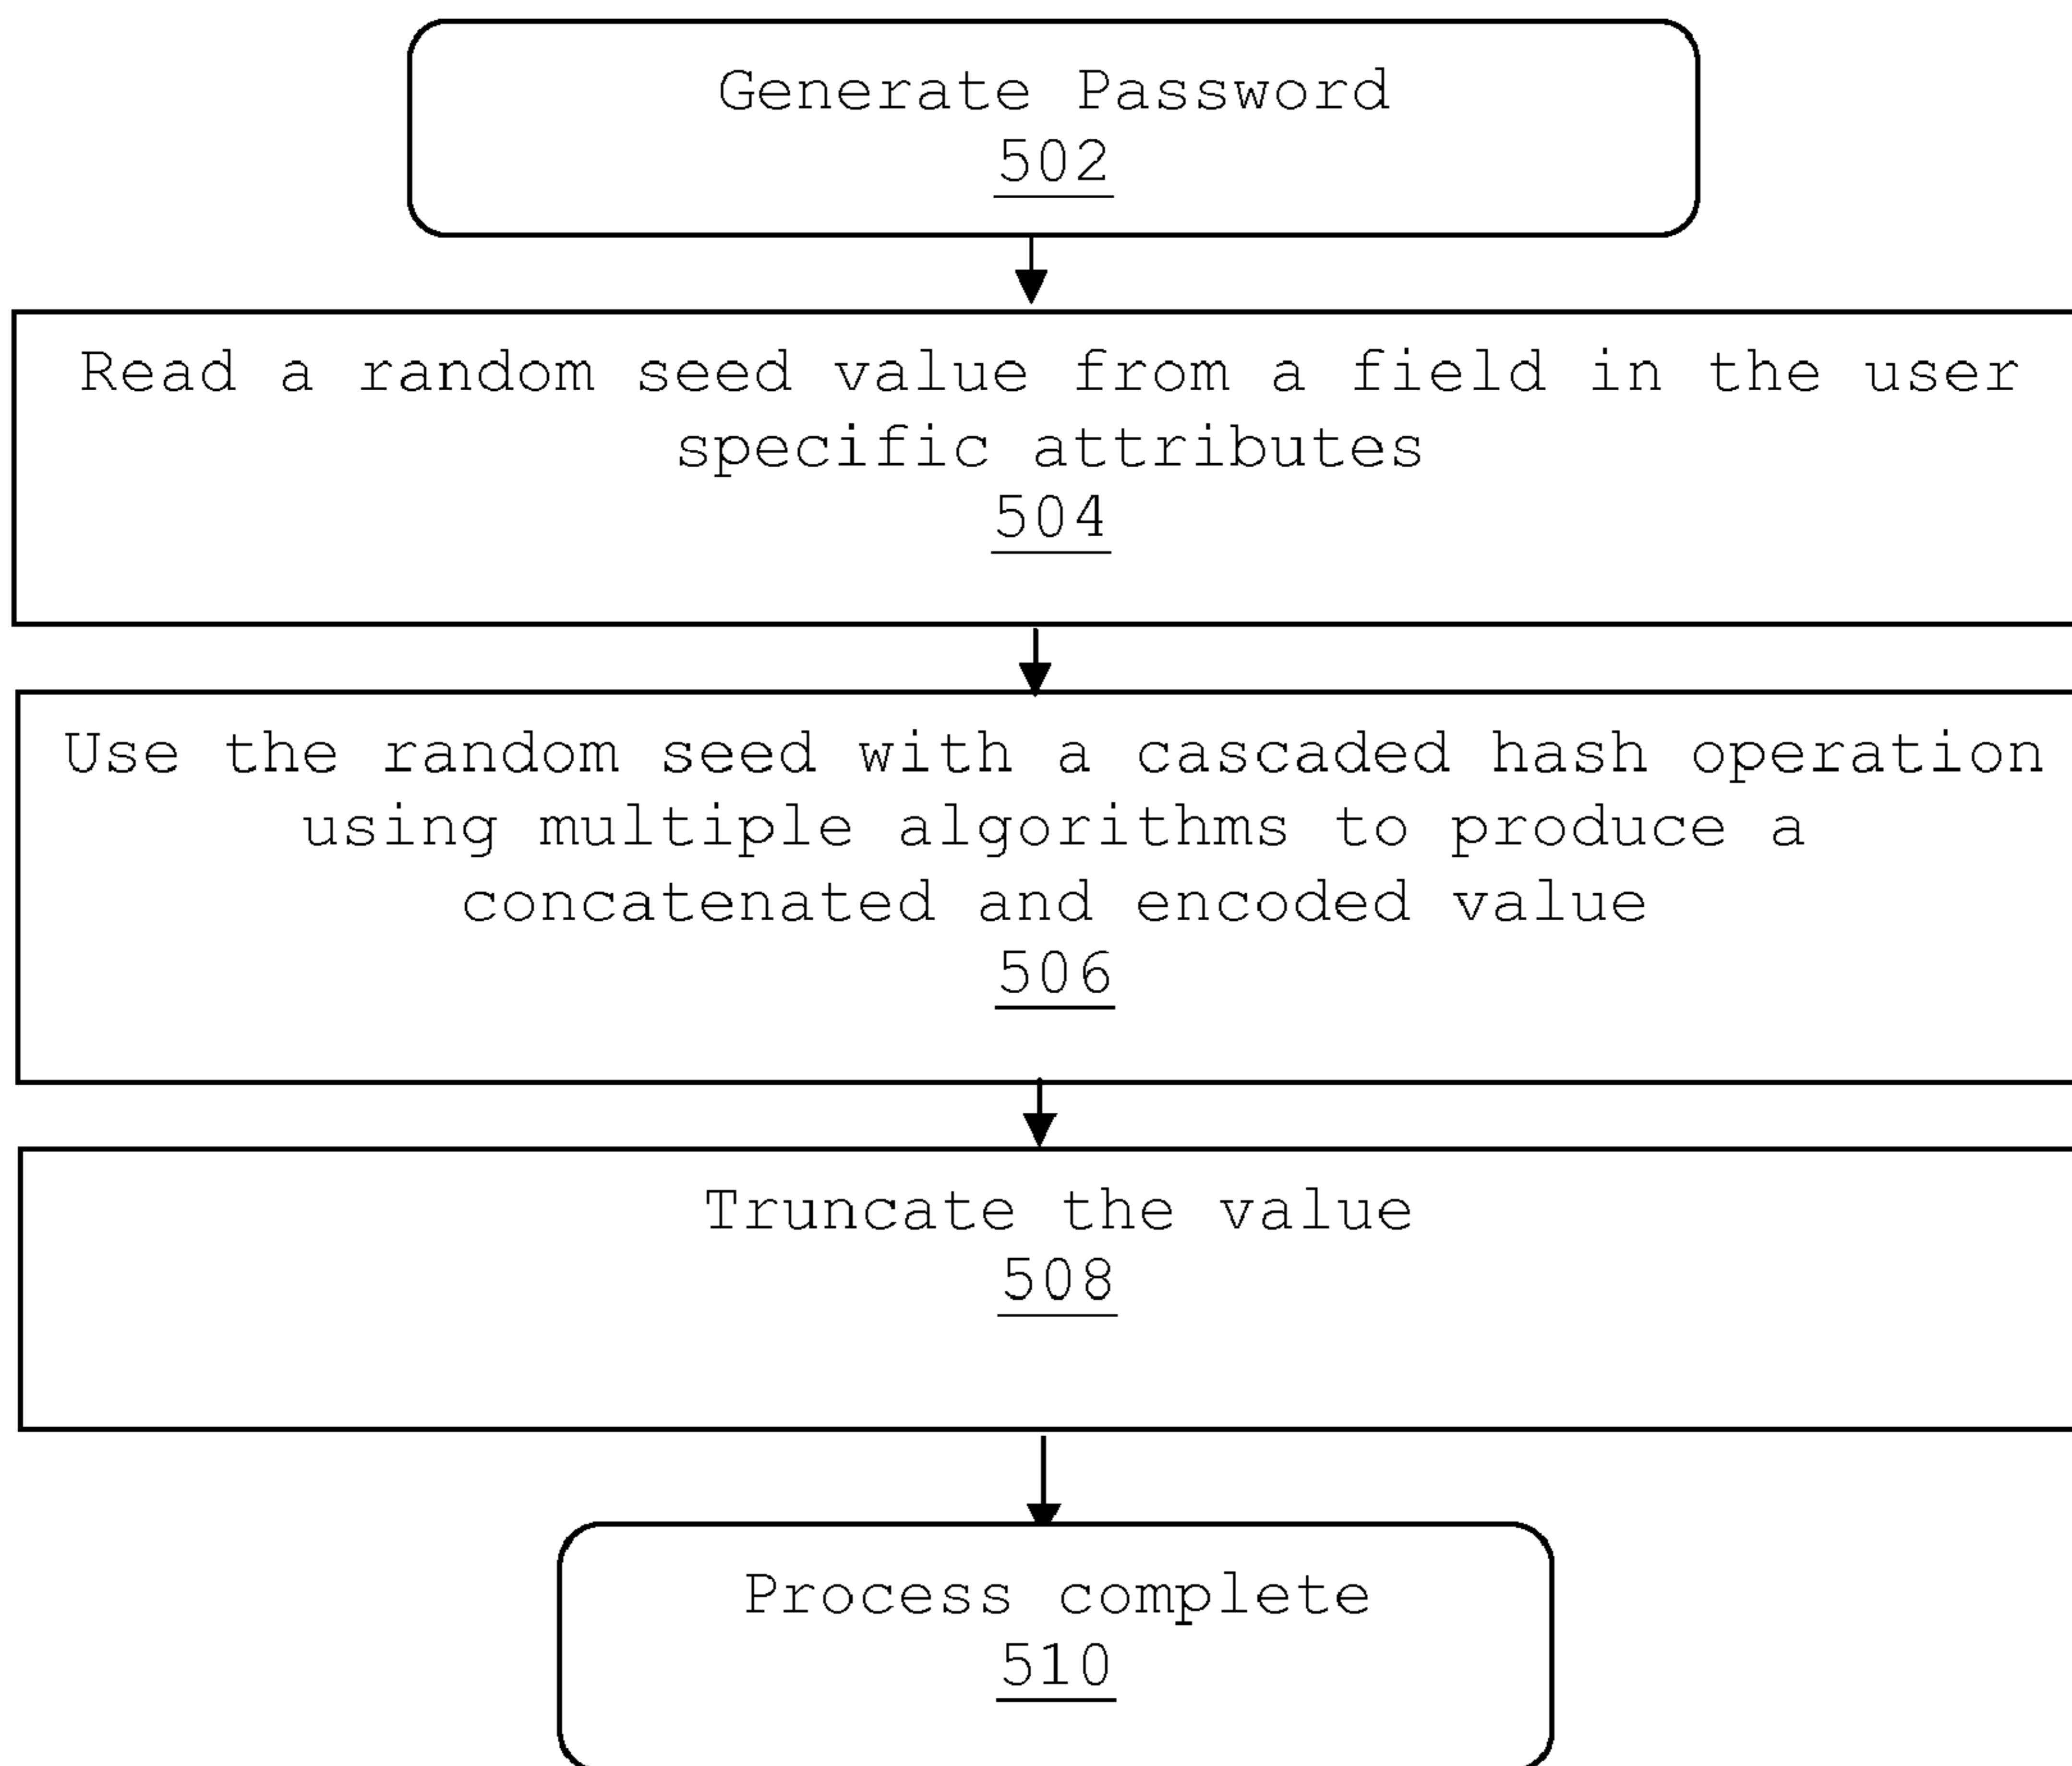 Generate Password
502
Read a random seed value from a field in the user
specific attributes
504
Use the random seed with a cascaded hash operation
using multiple algorithms to produce a
concatenated and encoded value
506
Truncate the value
508
Process complete
510